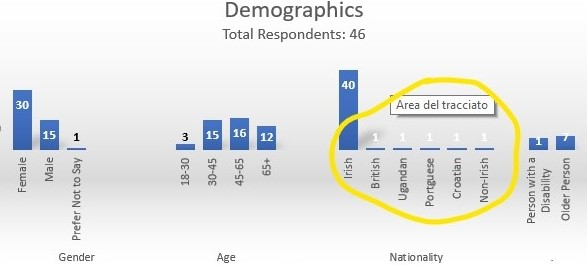 Demographics
Total Respondents: 46
30
15
1
3
15
16
12
40
1
1
1
1
1
1
7
Area del tracciato
Female
Male
Prefer Not to Say
18-30
30-45
45-65
65+
Irish
British
Ugandan
Portguese
Croatian
Non-Irish
Person with a
Disability
Older Person
Gender
Age
Nationality